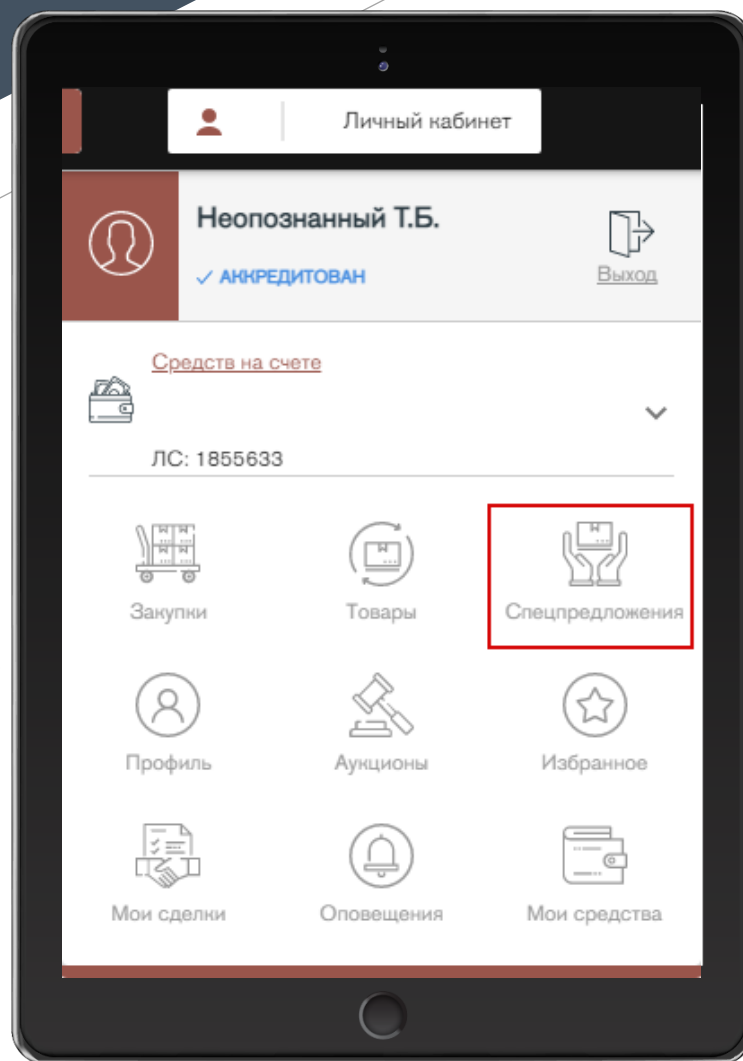 Личный кабинет
Неопознанный Т.Б.
✓ АККРЕДИТОВАН
Выход
Средств на счете
ЛС: 1855633
Закупки
Товары
Спецпредложения
Профиль
Аукционы
Избранное
Мои сделки
Оповещения
Мои средства